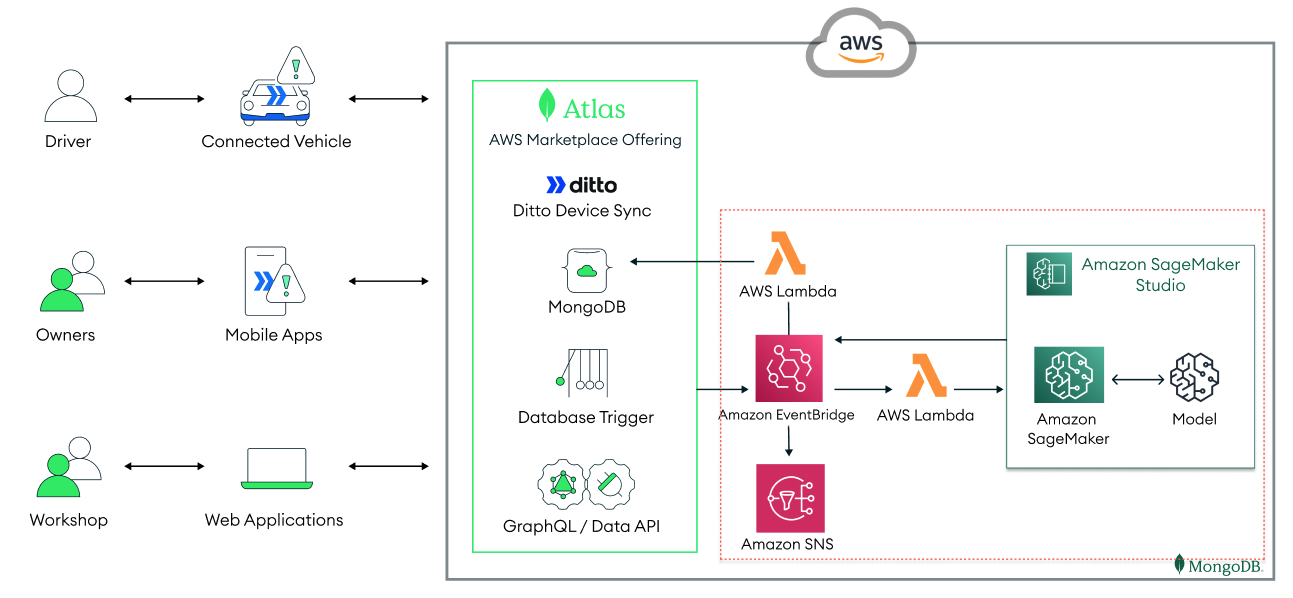 aws
Driver
Connected Vehicle
Atlas
AWS Marketplace Offering
ditto
Ditto Device Sync
Owners
Mobile Apps
MongoDB
AWS Lambda
Amazon SageMaker
Studio
Database Trigger
Amazon EventBridge
AWS Lambda
Amazon
SageMaker
Model
Workshop
Web Applications
GraphQL / Data API
Amazon SNS
MongoDB.